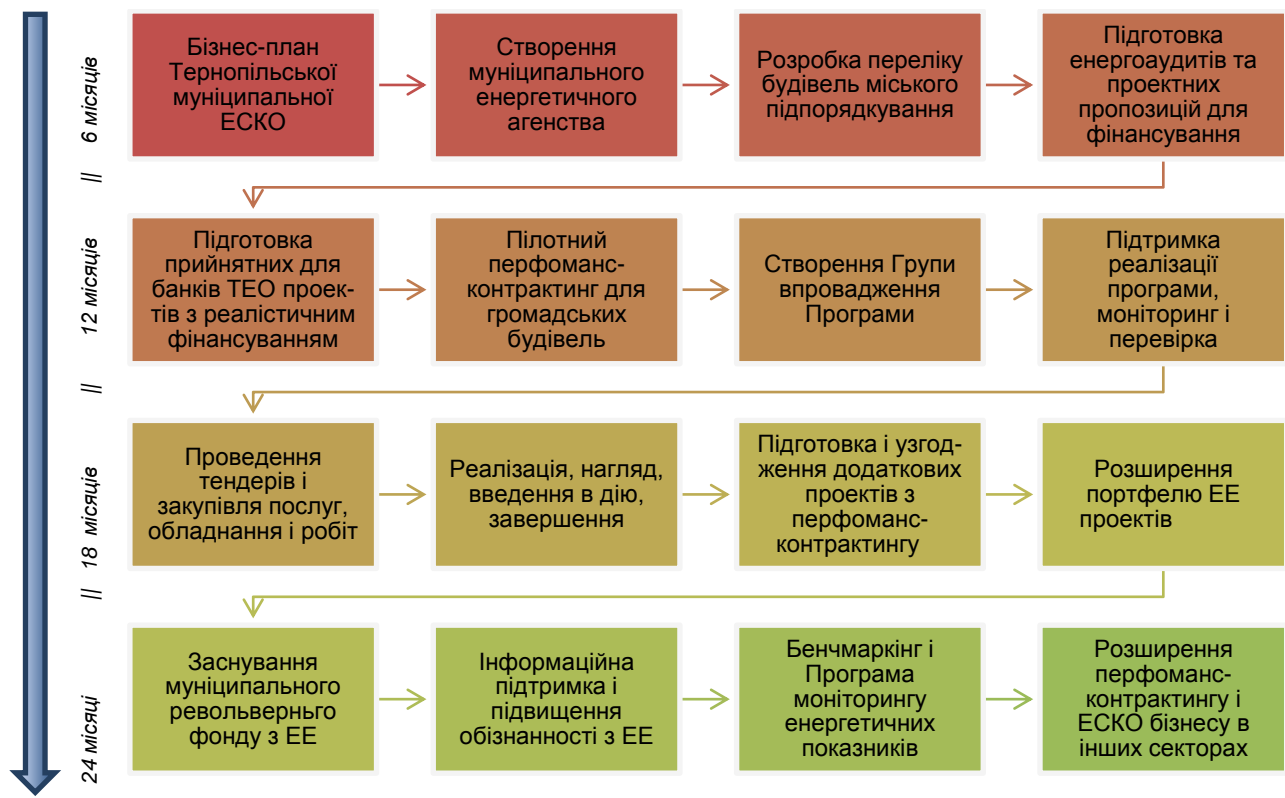 6 місяців
Бізнес-план
Тернопільської
муніципальної
ЕСКО
Створення
муніципального
енергетичного
агенства
Розробка переліку
будівель міського
підпорядкування
Підготовка
енергоаудитів та
проектних
пропозицій для
фінансування
||
12 місяців
Підготовка
прийнятних для
банків ТЕО проек-
тів з реалістичним
фінансуванням
Пілотний
перфоманс-
контрактинг для
громадських
будівель
Створення Групи
впровадження
Програми
Підтримка
реалізації
програми,
моніторинг і
перевірка
||
18 місяців
Проведення
тендерів і
закупівля послуг,
обладнання і робіт
Реалізація, нагляд,
введення в дію,
завершення
Підготовка і узгод-
ження додаткових
проектів з
перфоманс-
контрактингу
Розширення
портфелю ЕЕ
проектів
||
24 місяці
Заснування
муніципального
револьверньго
фонду з ЕЕ
Інформаційна
підтримка і
підвищення
обізнанності з ЕЕ
Бенчмаркінг і
Програма
моніторингу
енергетичних
показників
Розширення
перфоманс-
контрактингу і
ЕСКО бізнесу в
інших секторах